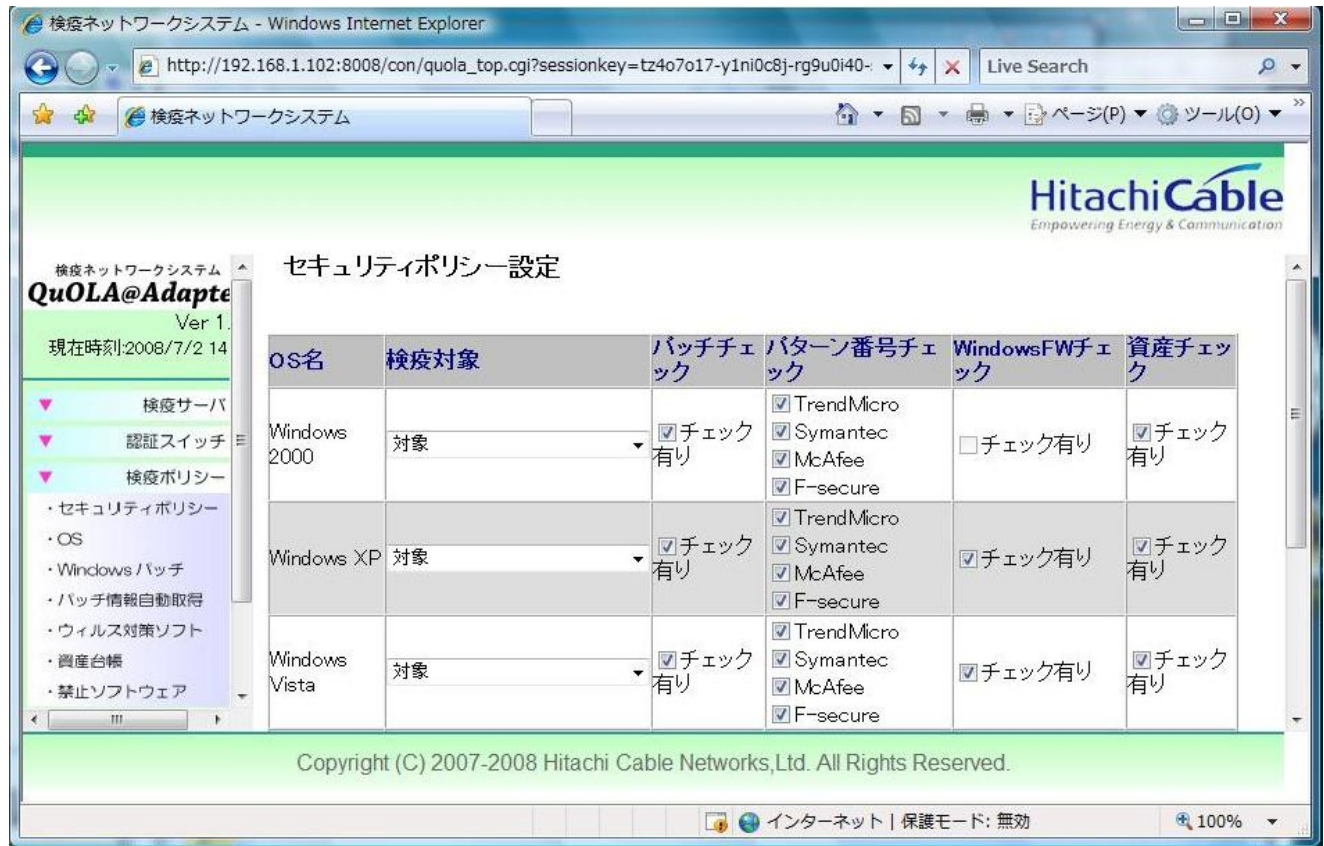 検疫ネットワークシステム - Windows Internet Explorer
http://192.168.1.102:8008/con/quola_top.cgi?sessionkey=tz4o7o17-y1ni0c8j-rg9u0i40-
Live Search
検疫ネットワークシステム
ページ(P)
ツール(O)
HitachiCable
Empowering Energy & Communication
検疫ネットワークシステム
QuOLA@Adapte
Ver 1.
現在時刻:2008/7/2 14
検疫サーバ
認証スイッチ
検疫ポリシー
・セキュリティポリシー
・OS
・Windowsパッチ
・パッチ情報自動取得
・ウィルス対策ソフト
・資産台帳
・禁止ソフトウェア
セキュリティポリシー設定
OS名
検疫対象
パッチチェ
ック
パターン番号チェ
ック
WindowsFWチェ
ック
資産チェッ
ク
Windows
2000
対象
チェック
有り
TrendMicro
Symantec
McAfee
F-secure
チェック有り
チェック
有り
Windows XP
対象
チェック
有り
TrendMicro
Symantec
McAfee
F-secure
チェック有り
チェック
有り
Windows
Vista
対象
チェック
有り
TrendMicro
Symantec
McAfee
F-secure
チェック有り
チェック
有り
Copyright (C) 2007-2008 Hitachi Cable Networks,Ltd. All Rights Reserved.
インターネット | 保護モード: 無効
100%